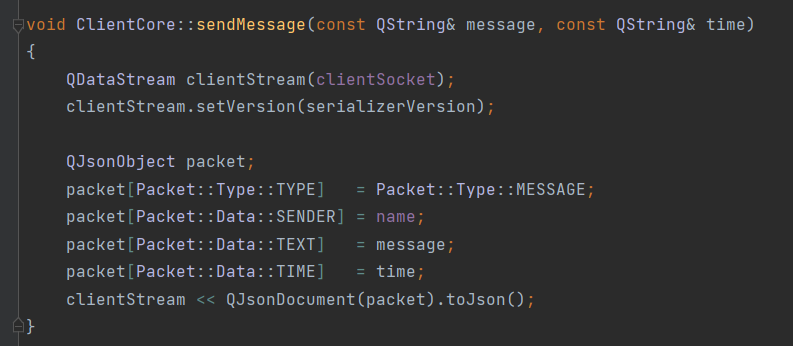 void ClientCore::sendMessage(const QString& message, const QString& time)
{
    QDataStream clientStream(clientSocket);
    clientStream.setVersion(serializerVersion);

    QJsonObject packet;
    packet[Packet::Type::TYPE]   = Packet::Type::MESSAGE;
    packet[Packet::Data::SENDER] = name;
    packet[Packet::Data::TEXT]   = message;
    packet[Packet::Data::TIME]   = time;
    clientStream << QJsonDocument(packet).toJson();
}